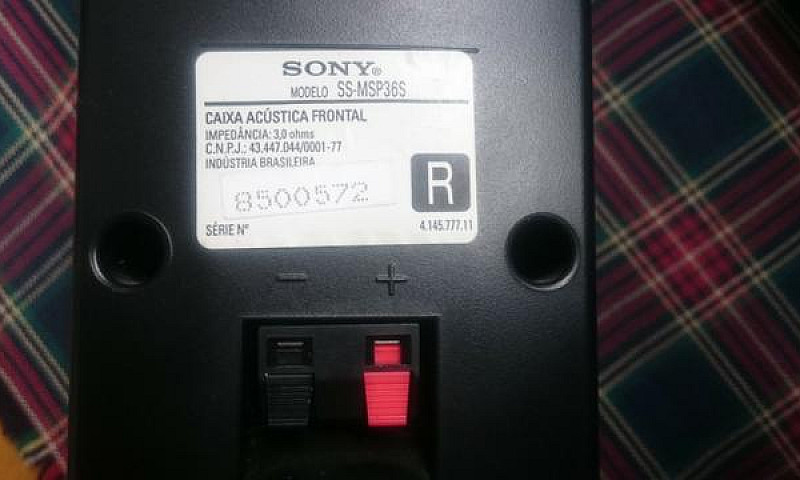 SONY®
MODELO SS-MSP36S
CAIXA ACÚSTICA FRONTAL
IMPEDÂNCIA: 3,0 ohms
C.N.P.J.: 43.447.044/0001-77
INDÚSTRIA BRASILEIRA
R
8500572
SÉRIE Nº 4.145.777.11
− +